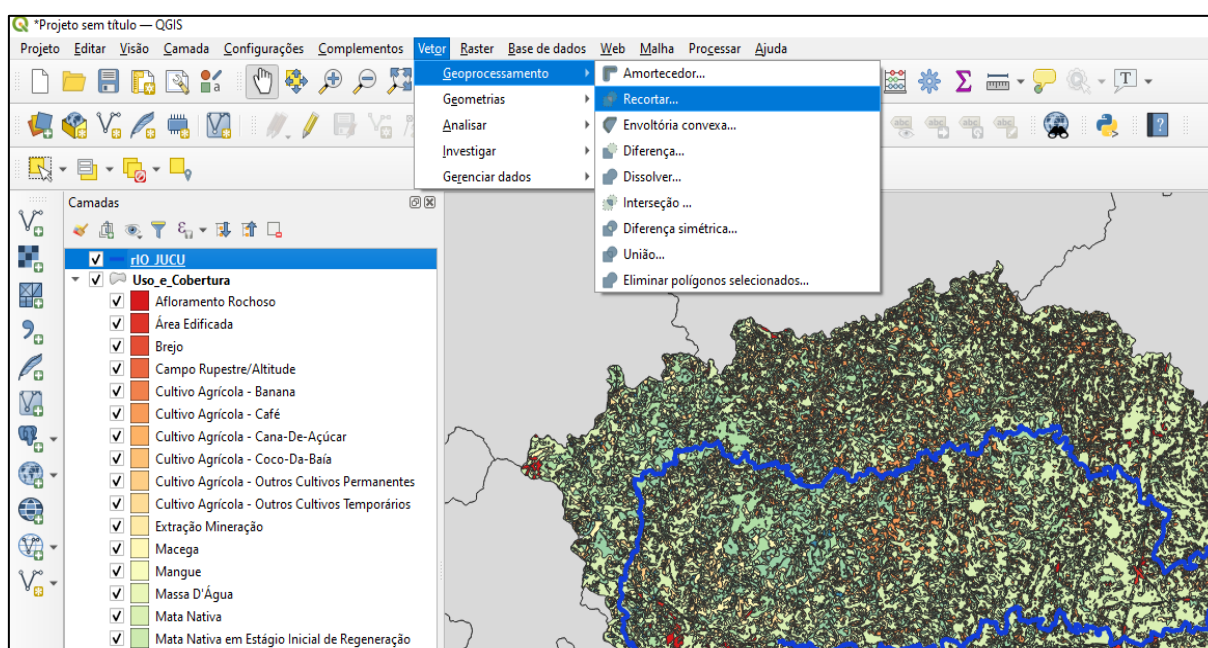 *Projeto sem título — QGIS
Projeto Editar Visão Camada Configurações Complementos Vetor Raster Base de dados Web Malha Processar Ajuda
Geoprocessamento
Geometrias
Analisar
Investigar
Gerenciar dados
Amortecedor...
Recortar...
Envoltória convexa...
Diferença...
Dissolver...
Interseção ...
Diferença simétrica...
União...
Eliminar polígonos selecionados...
Camadas
rIO_JUCU
Uso_e_Cobertura
Afloramento Rochoso
Área Edificada
Brejo
Campo Rupestre/Altitude
Cultivo Agrícola - Banana
Cultivo Agrícola - Café
Cultivo Agrícola - Cana-De-Açúcar
Cultivo Agrícola - Coco-Da-Baía
Cultivo Agrícola - Outros Cultivos Permanentes
Cultivo Agrícola - Outros Cultivos Temporários
Extração Mineração
Macega
Mangue
Massa D'Água
Mata Nativa
Mata Nativa em Estágio Inicial de Regeneração